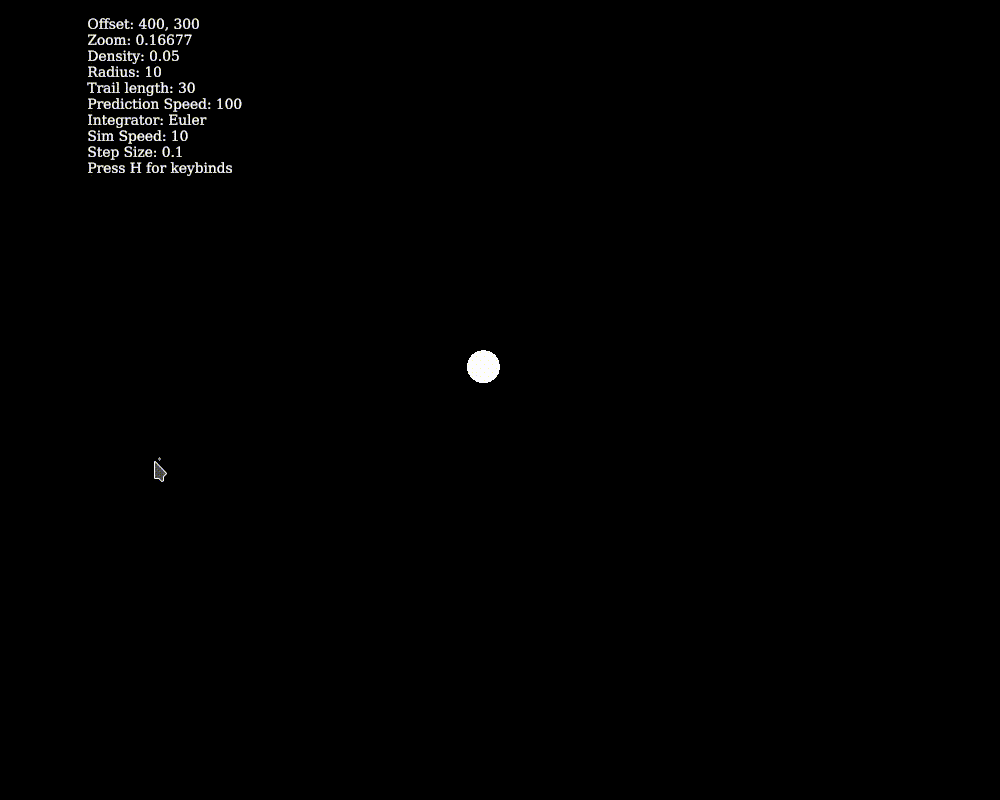 Offset: 400, 300
Zoom: 0.16677
Density: 0.05
Radius: 10
Trail length: 30
Prediction Speed: 100
Integrator: Euler
Sim Speed: 10
Step Size: 0.1
Press H for keybinds